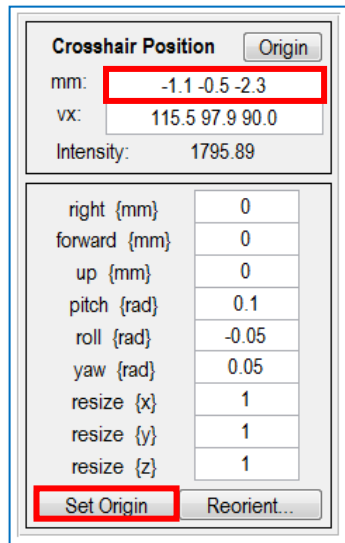 Crosshair Position Origin
mm: -1.1 -0.5 -2.3
vx: 115.5 97.9 90.0
Intensity: 1795.89
right {mm} 0
forward {mm} 0
up {mm} 0
pitch {rad} 0.1
roll {rad} -0.05
yaw {rad} 0.05
resize {x} 1
resize {y} 1
resize {z} 1
Set Origin Reorient...